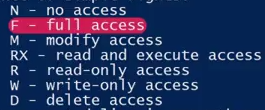 N - no access
F - full access
M - modify access
RX - read and execute access
R - read-only access
W - write-only access
D - delete access